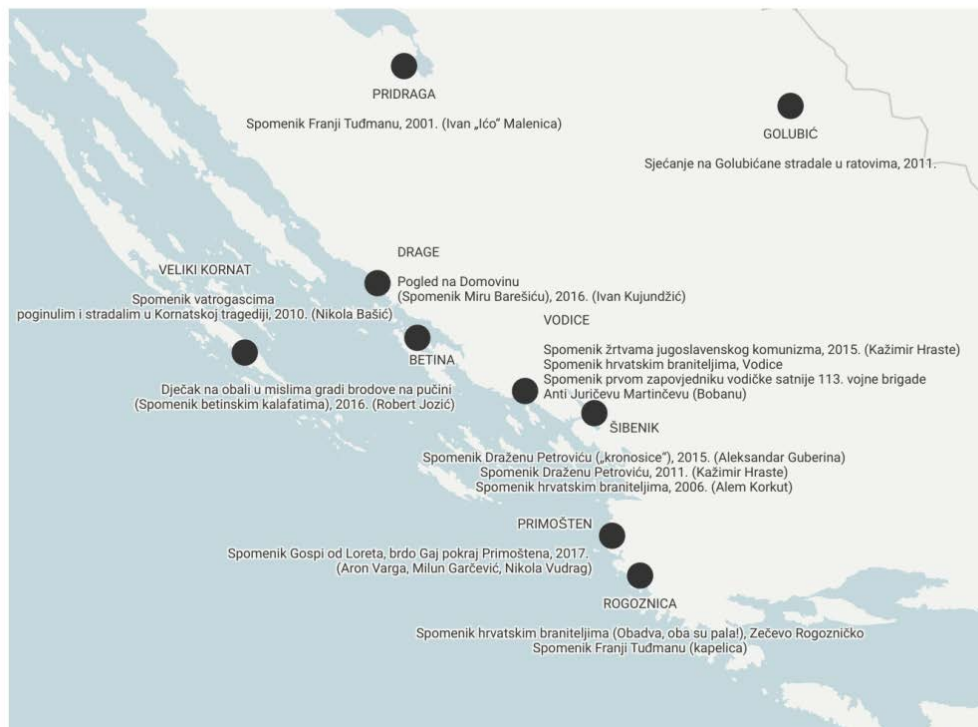 PRIDRAGA
Spomenik Franji Tuđmanu, 2001. (Ivan „Ićo“ Malenica)
GOLUBIĆ
Sjećanje na Golubićane stradale u ratovima, 2011.
DRAGE
Pogled na Domovinu
(Spomenik Miru Barešiću), 2016. (Ivan Kujundžić)
VELIKI KORNAT
Spomenik vatrogascima
poginulim i stradalim u Kornatskoj tragediji, 2010. (Nikola Bašić)
BETINA
Dječak na obali u mislima gradi brodove na pučini
(Spomenik betinskim kalafatima), 2016. (Robert Jozić)
VODICE
Spomenik žrtvama jugoslavenskog komunizma, 2015. (Kažimir Hraste)
Spomenik hrvatskim braniteljima, Vodice
Spomenik prvom zapovjedniku vodičke satnije 113. vojne brigade
Anti Juričevu Martinčevu (Bobanu)
ŠIBENIK
Spomenik Draženu Petroviću („kronosice“), 2015. (Aleksandar Guberina)
Spomenik Draženu Petroviću, 2011. (Kažimir Hraste)
Spomenik hrvatskim braniteljima, 2006. (Alem Korkut)
PRIMOŠTEN
Spomenik Gospi od Loreta, brdo Gaj pokraj Primoštena, 2017.
(Aron Varga, Milun Garčević, Nikola Vudrag)
ROGOZNICA
Spomenik hrvatskim braniteljima (Obadva, oba su pala!), Zečevo Rogozničko
Spomenik Franji Tuđmanu (kapelica)